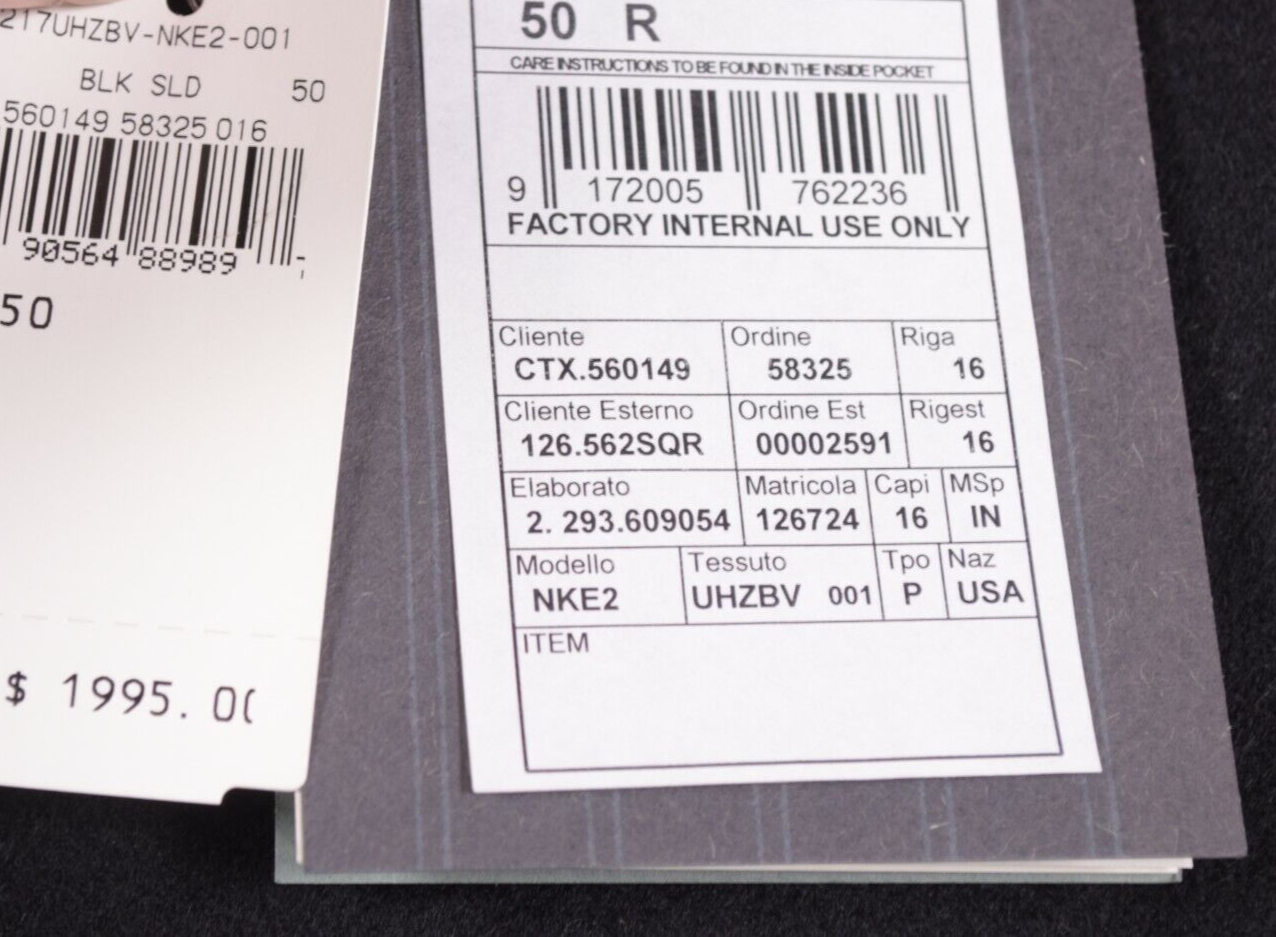 217UHZBV-NKE2-001
BLK SLD 50
560149 58325 016
90564 88989
50
$ 1995.00
50 R
CARE INSTRUCTIONS TO BE FOUND IN THE INSIDE POCKET
9 172005 762236
FACTORY INTERNAL USE ONLY
Cliente Ordine Riga
CTX.560149 58325 16
Cliente Esterno Ordine Est Rigest
126.562SQR 00002591 16
Elaborato Matricola Capi MSp
2. 293.609054 126724 16 IN
Modello Tessuto Tpo Naz
NKE2 UHZBV 001 P USA
ITEM